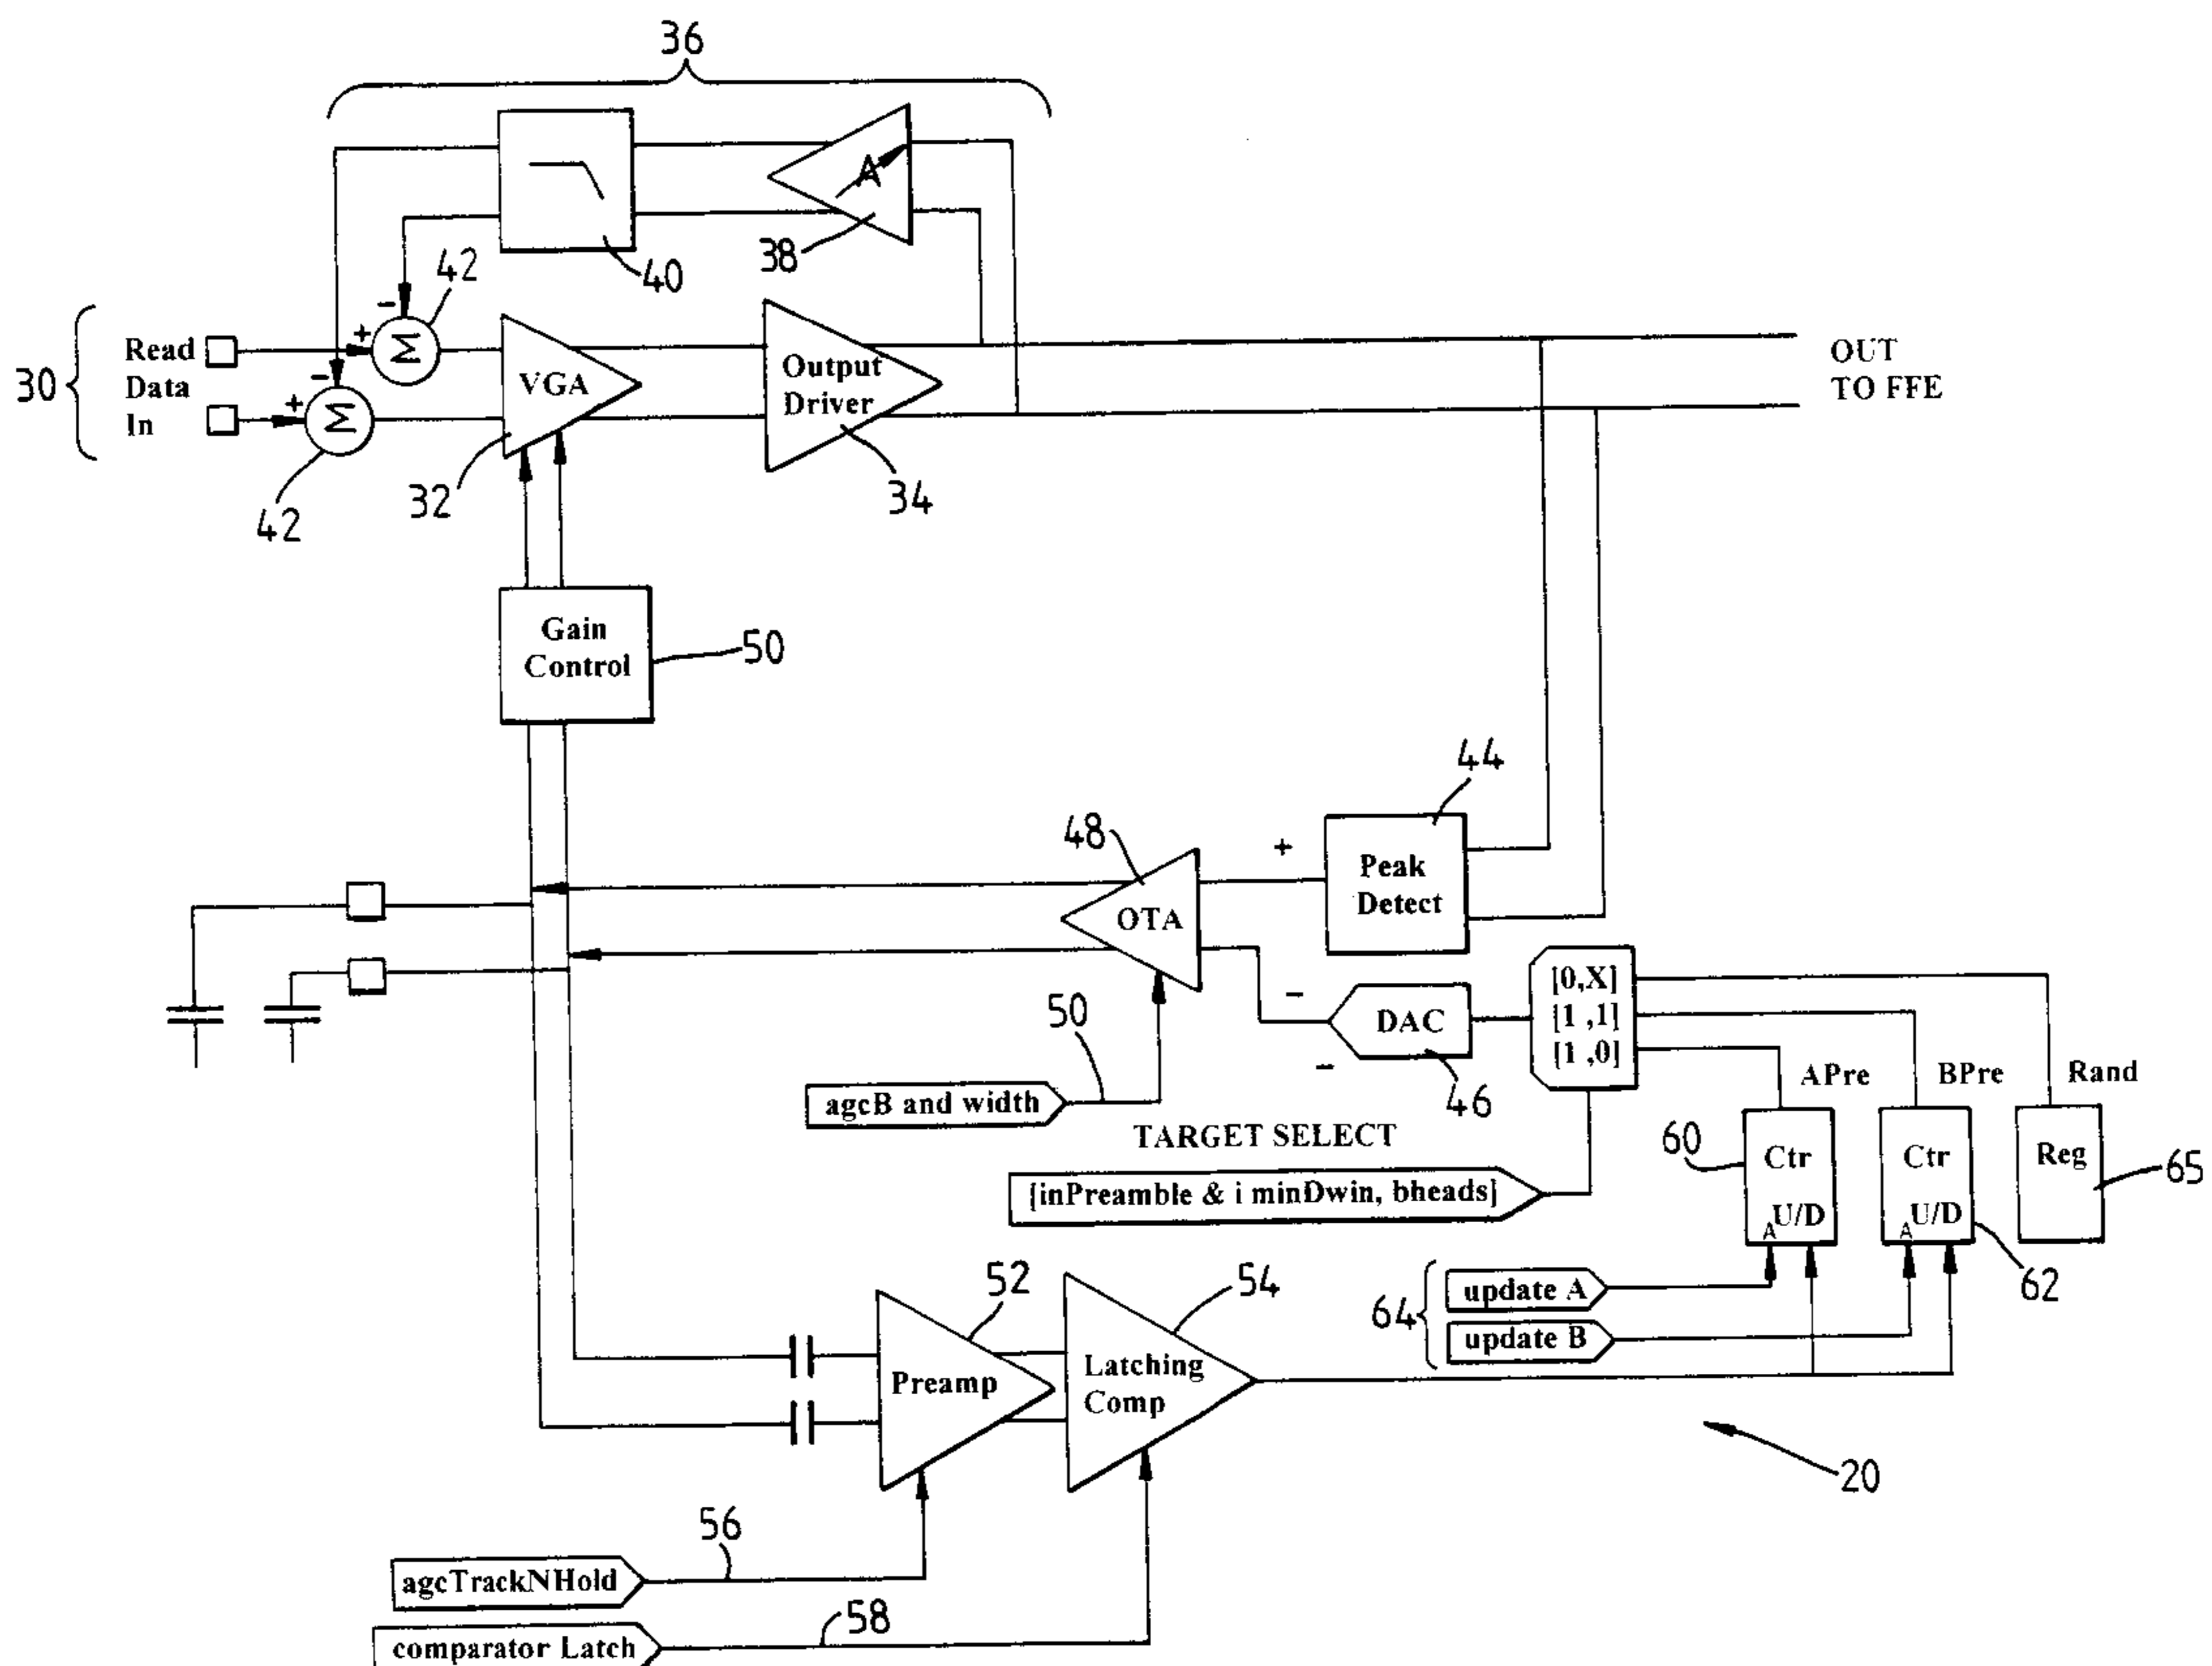 36
A
38
40
42
- +
Σ
- +
Σ
42
30
Read
Data
In
VGA
32
Output
Driver
34
OUT
TO FFE
Gain
Control
50
44
Peak
Detect
+
48
OTA
-
-
DAC
46
[0,X]
[1 ,1]
[1 ,0]
50
agcB and width
TARGET SELECT
[inPreamble & i minDwin, bheads]
APre
BPre
Rand
60
Ctr
A U/D
Ctr
A U/D
62
Reg
65
64
update A
update B
52
Preamp
54
Latching
Comp
20
56
agcTrackNHold
58
comparator Latch